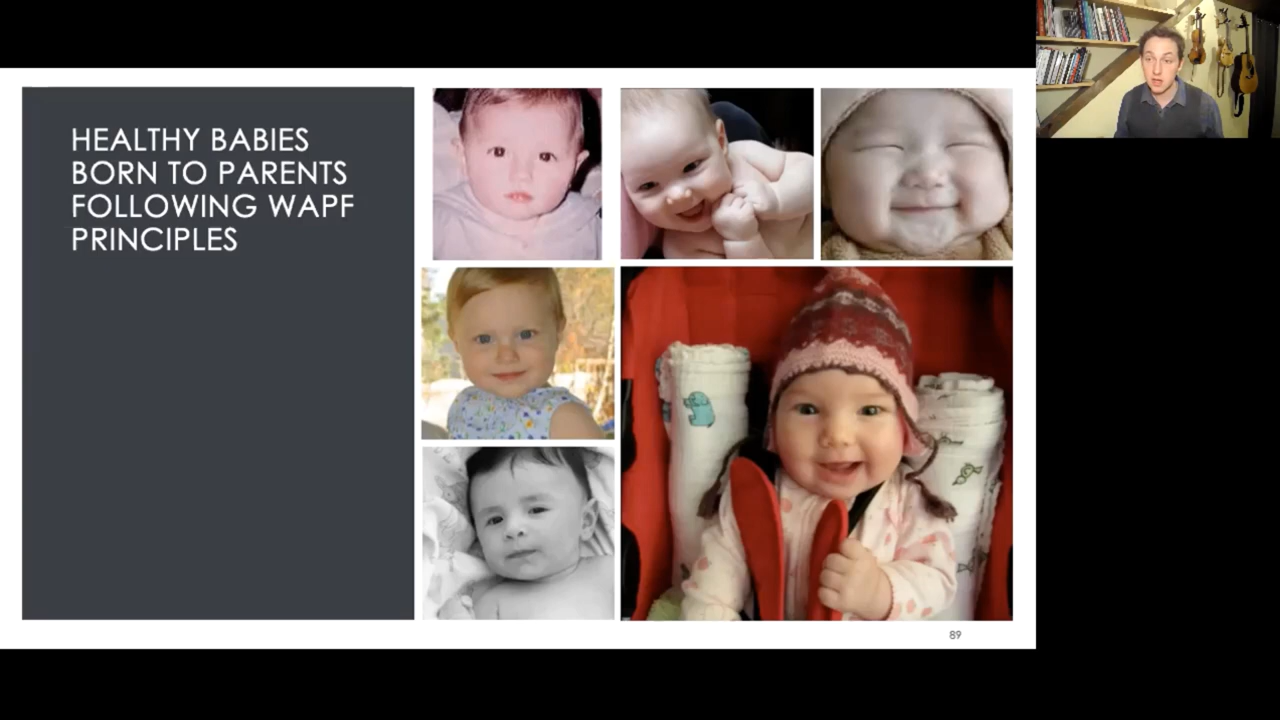 HEALTHY BABIES
BORN TO PARENTS
FOLLOWING WAPF
PRINCIPLES
89